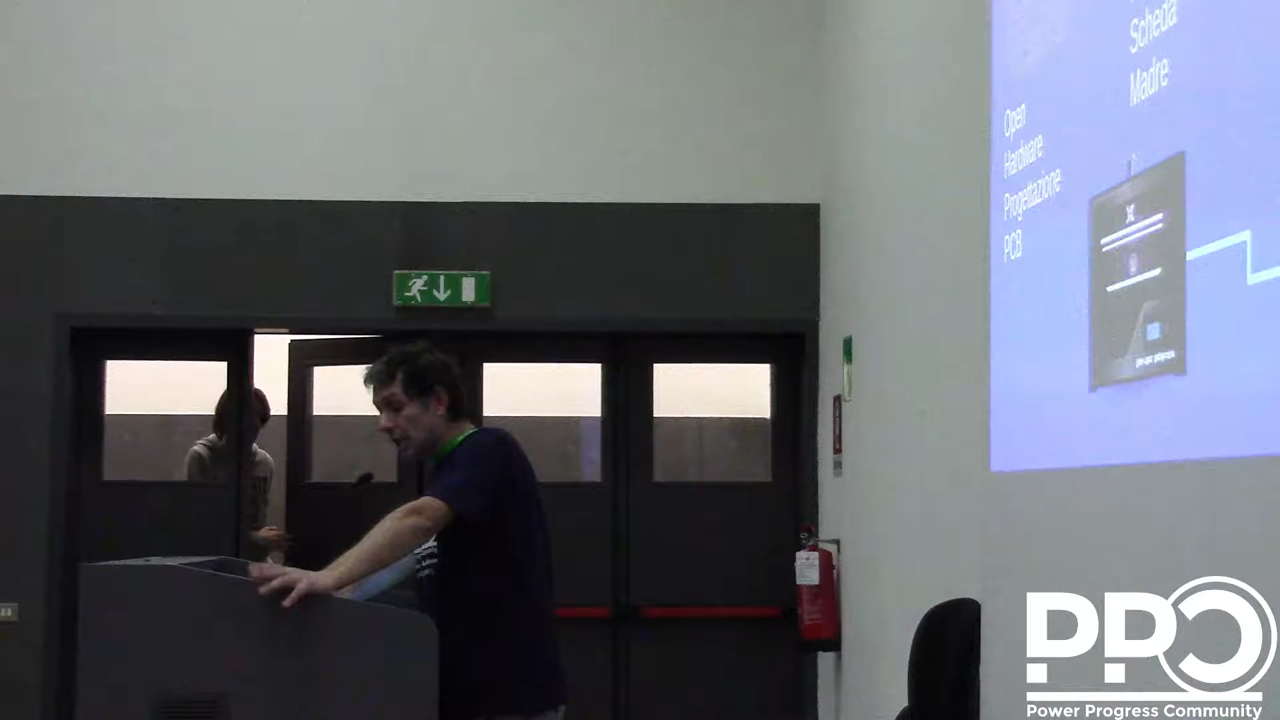 Scheda
Madre
Open
Hardware
Progettazione
PCB
PPC
Power Progress Community